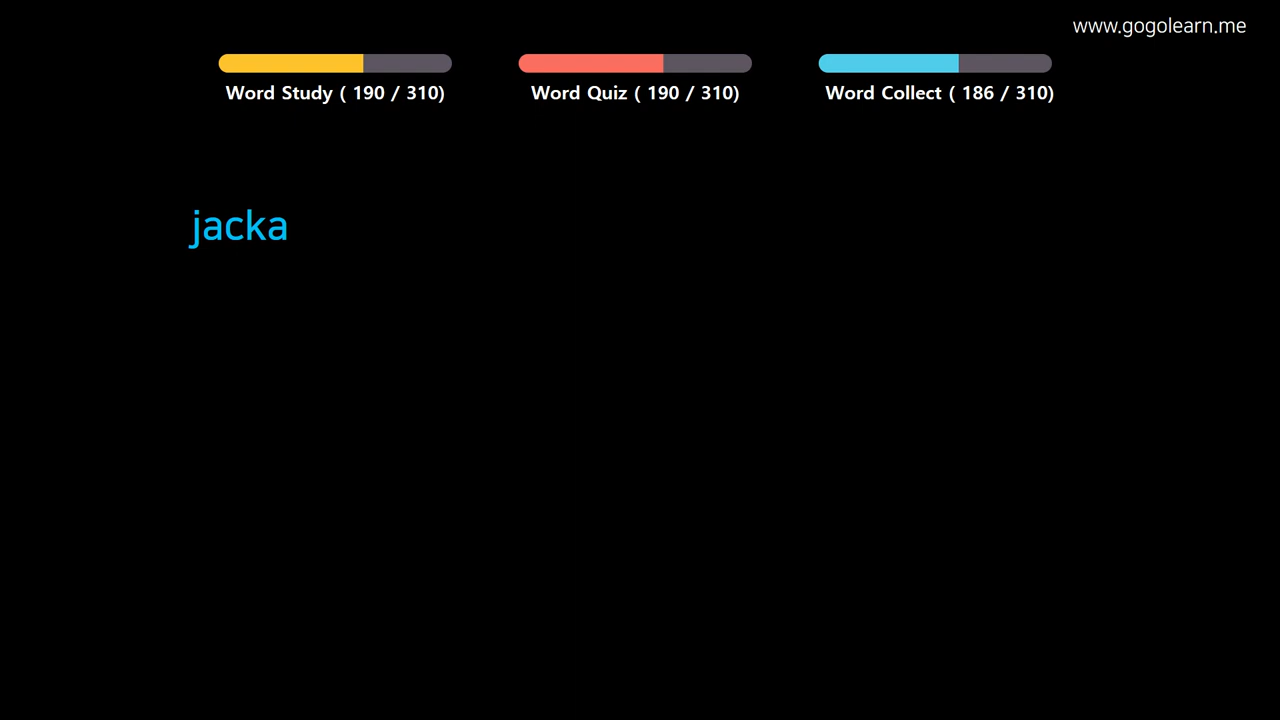 www.gogolearn.me
Word Study ( 190 / 310)
Word Quiz ( 190 / 310)
Word Collect ( 186 / 310)
jacka